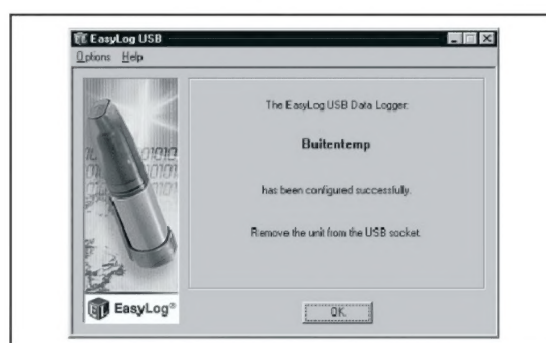 EasyLog USB
Options Help
The EasyLog USB Data Logger:
Buitentemp
has been configured successfully.
Remove the unit from the USB socket.
EasyLog®
OK